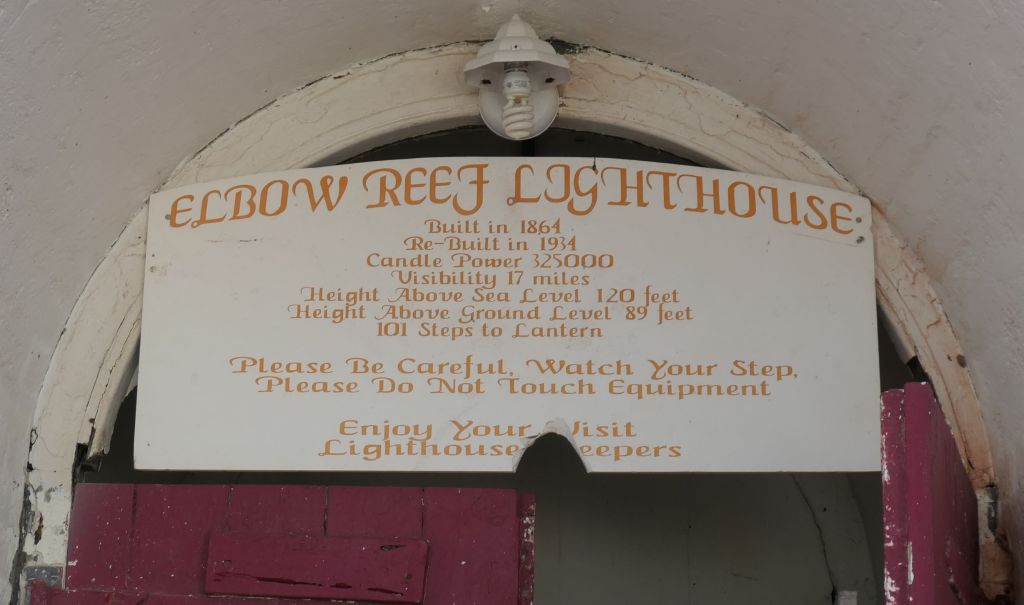 ELBOW REEF LIGHTHOUSE
Built in 1864
Re-Built in 1934
Candle Power 325000
Visibility 17 miles
Height Above Sea Level 120 feet
Height Above Ground Level 89 feet
101 Steps to Lantern
Please Be Careful, Watch Your Step,
Please Do Not Touch Equipment
Enjoy Your Visit
Lighthouse Keepers